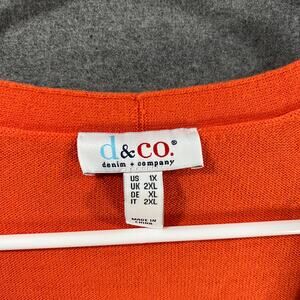 d&co.®
denim + company
US 1X
UK 2XL
DE XL
IT 2XL
MADE IN
CHINA